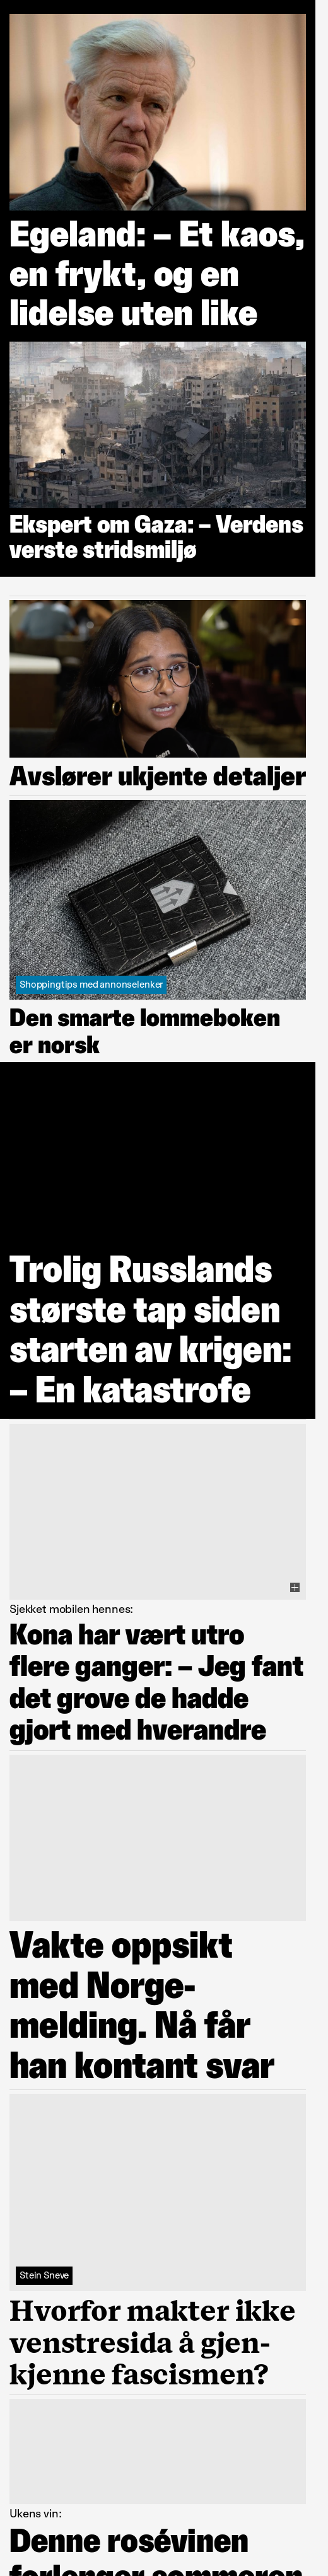 Egeland: – Et kaos,
en frykt, og en
lidelse uten like
Ekspert om Gaza: – Verdens
verste stridsmiljø
Avslører ukjente detaljer
Shoppingtips med annonselenker
Den smarte lommeboken
er norsk
Trolig Russlands
største tap siden
starten av krigen:
– En katastrofe
Sjekket mobilen hennes:
Kona har vært utro
flere ganger: – Jeg fant
det grove de hadde
gjort med hverandre
Vakte oppsikt
med Norge-
melding. Nå får
han kontant svar
Stein Sneve
Hvorfor makter ikke
venstresida å gjen-
kjenne fascismen?
Ukens vin:
Denne rosévinen
forlenger sommeren